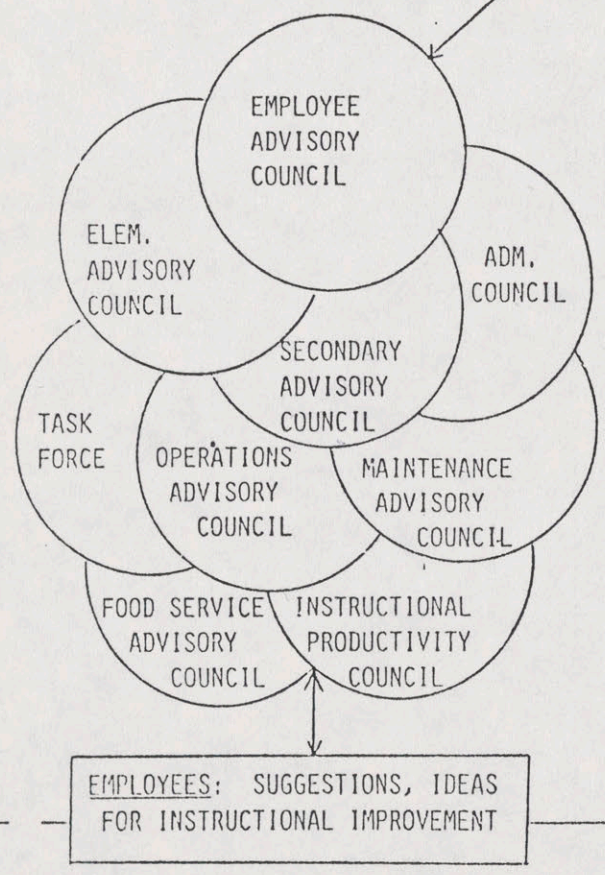 EMPLOYEE
ADVISORY
COUNCIL
ELEM.
ADVISORY
COUNCIL
ADM.
COUNCIL
SECONDARY
ADVISORY
COUNCIL
TASK
FORCE
OPERATIONS
ADVISORY
COUNCIL
MAINTENANCE
ADVISORY
COUNCIL
FOOD SERVICE
ADVISORY
COUNCIL
INSTRUCTIONAL
PRODUCTIVITY
COUNCIL
EMPLOYEES: SUGGESTIONS, IDEAS
FOR INSTRUCTIONAL IMPROVEMENT